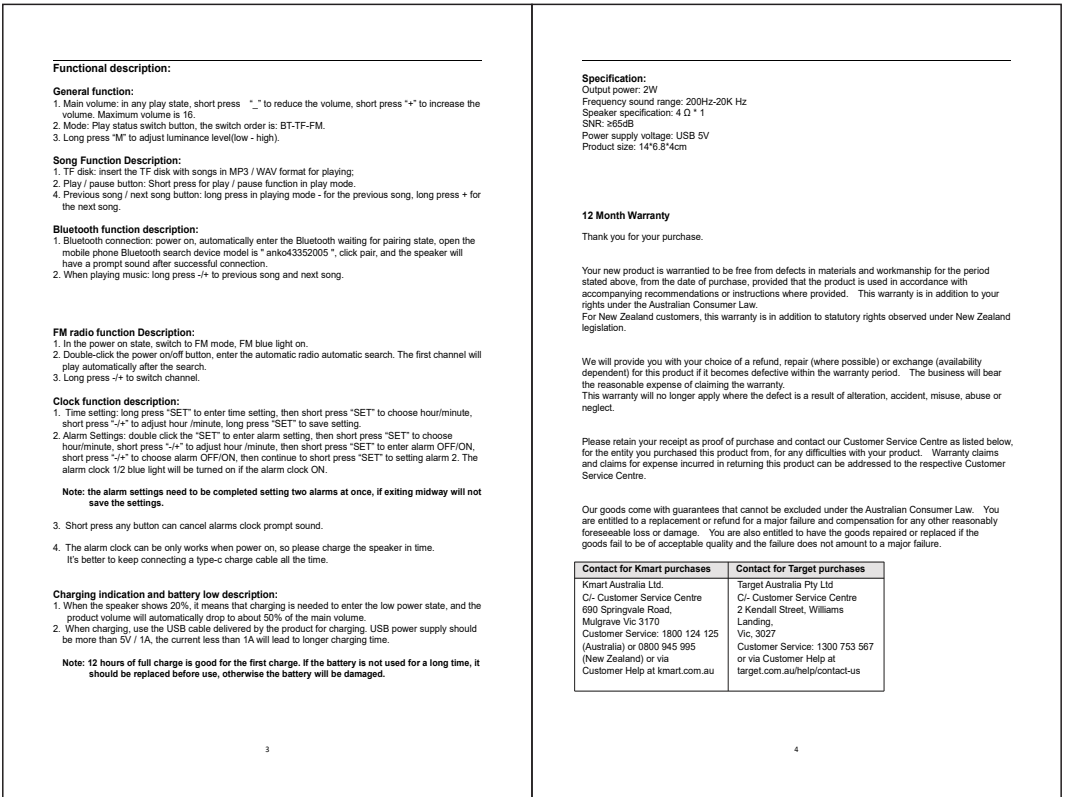 Functional description:
General function:
1. Main volume: in any play state, short press “_” to reduce the volume, short press “+” to increase the
volume. Maximum volume is 16.
2. Mode: Play status switch button, the switch order is: BT-TF-FM.
3. Long press “M” to adjust luminance level(low - high).
Song Function Description:
1. TF disk: insert the TF disk with songs in MP3 / WAV format for playing;
2. Play / pause button: Short press for play / pause function in play mode.
4. Previous song / next song button: long press in playing mode - for the previous song, long press + for
the next song.
Bluetooth function description:
1. Bluetooth connection: power on, automatically enter the Bluetooth waiting for pairing state, open the
mobile phone Bluetooth search device model is " anko43352005 ", click pair, and the speaker will
have a prompt sound after successful connection.
2. When playing music: long press -/+ to previous song and next song.
FM radio function Description:
1. In the power on state, switch to FM mode, FM blue light on.
2. Double-click the power on/off button, enter the automatic radio automatic search. The first channel will
play automatically after the search.
3. Long press -/+ to switch channel.
Clock function description:
1. Time setting: long press “SET” to enter time setting, then short press “SET” to choose hour/minute,
short press “-/+” to adjust hour /minute, long press “SET” to save setting.
2. Alarm Settings: double click the “SET” to enter alarm setting, then short press “SET” to choose
hour/minute, short press “-/+” to adjust hour /minute, then short press “SET” to enter alarm OFF/ON,
short press “-/+” to choose alarm OFF/ON, then continue to short press “SET” to setting alarm 2. The
alarm clock 1/2 blue light will be turned on if the alarm clock ON.
Note: the alarm settings need to be completed setting two alarms at once, if exiting midway will not
save the settings.
3. Short press any button can cancel alarms clock prompt sound.
4. The alarm clock can be only works when power on, so please charge the speaker in time.
It’s better to keep connecting a type-c charge cable all the time.
Charging indication and battery low description:
1. When the speaker shows 20%, it means that charging is needed to enter the low power state, and the
product volume will automatically drop to about 50% of the main volume.
2. When charging, use the USB cable delivered by the product for charging. USB power supply should
be more than 5V / 1A, the current less than 1A will lead to longer charging time.
Note: 12 hours of full charge is good for the first charge. If the battery is not used for a long time, it
should be replaced before use, otherwise the battery will be damaged.
3
Specification:
Output power: 2W
Frequency sound range: 200Hz-20K Hz
Speaker specification: 4 Ω * 1
SNR: ≥65dB
Power supply voltage: USB 5V
Product size: 14*6.8*4cm
12 Month Warranty
Thank you for your purchase.
Your new product is warrantied to be free from defects in materials and workmanship for the period
stated above, from the date of purchase, provided that the product is used in accordance with
accompanying recommendations or instructions where provided. This warranty is in addition to your
rights under the Australian Consumer Law.
For New Zealand customers, this warranty is in addition to statutory rights observed under New Zealand
legislation.
We will provide you with your choice of a refund, repair (where possible) or exchange (availability
dependent) for this product if it becomes defective within the warranty period. The business will bear
the reasonable expense of claiming the warranty.
This warranty will no longer apply where the defect is a result of alteration, accident, misuse, abuse or
neglect.
Please retain your receipt as proof of purchase and contact our Customer Service Centre as listed below,
for the entity you purchased this product from, for any difficulties with your product. Warranty claims
and claims for expense incurred in returning this product can be addressed to the respective Customer
Service Centre.
Our goods come with guarantees that cannot be excluded under the Australian Consumer Law. You
are entitled to a replacement or refund for a major failure and compensation for any other reasonably
foreseeable loss or damage. You are also entitled to have the goods repaired or replaced if the
goods fail to be of acceptable quality and the failure does not amount to a major failure.
Contact for Kmart purchases
Kmart Australia Ltd.
C/- Customer Service Centre
690 Springvale Road,
Mulgrave Vic 3170
Customer Service: 1800 124 125
(Australia) or 0800 945 995
(New Zealand) or via
Customer Help at kmart.com.au
Contact for Target purchases
Target Australia Pty Ltd
C/- Customer Service Centre
2 Kendall Street, Williams
Landing,
Vic, 3027
Customer Service: 1300 753 567
or via Customer Help at
target.com.au/help/contact-us
4